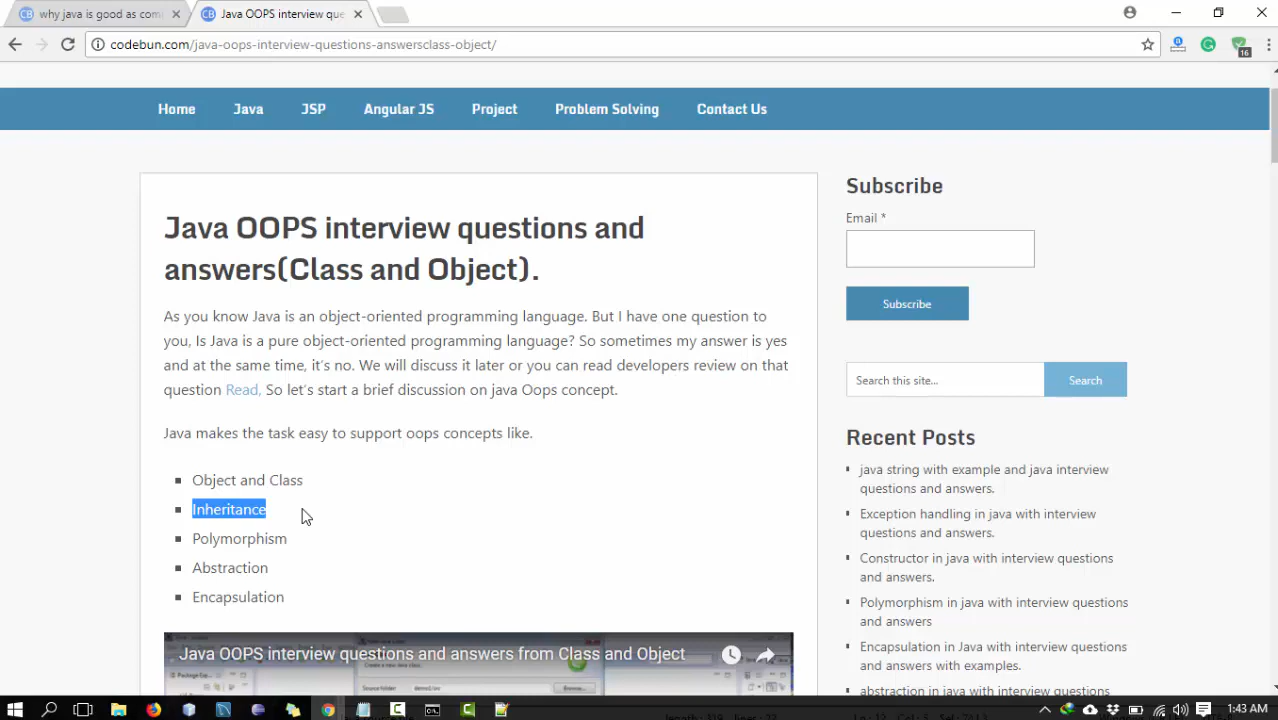 why java is good as com
Java OOPS interview que
codebun.com/java-oops-interview-questions-answersclass-object/
16
Home Java JSP Angular JS Project Problem Solving Contact Us
Java OOPS interview questions and
answers(Class and Object).
As you know Java is an object-oriented programming language. But I have one question to
you, Is Java is a pure object-oriented programming language? So sometimes my answer is yes
and at the same time, it's no. We will discuss it later or you can read developers review on that
question Read, So let's start a brief discussion on java Oops concept.
Java makes the task easy to support oops concepts like.
Object and Class
Inheritance
Polymorphism
Abstraction
Encapsulation
Java OOPS interview questions and answers from Class and Object
Source folder:
Browse...
Subscribe
Email *
Subscribe
Search this site...
Search
Recent Posts
java string with example and java interview
questions and answers.
Exception handling in java with interview
questions and answers.
Constructor in java with interview questions
and answers.
Polymorphism in java with interview questions
and answers
Encapsulation in Java with interview questions
and answers with examples.
abstraction in java interview questions
1:43 AM